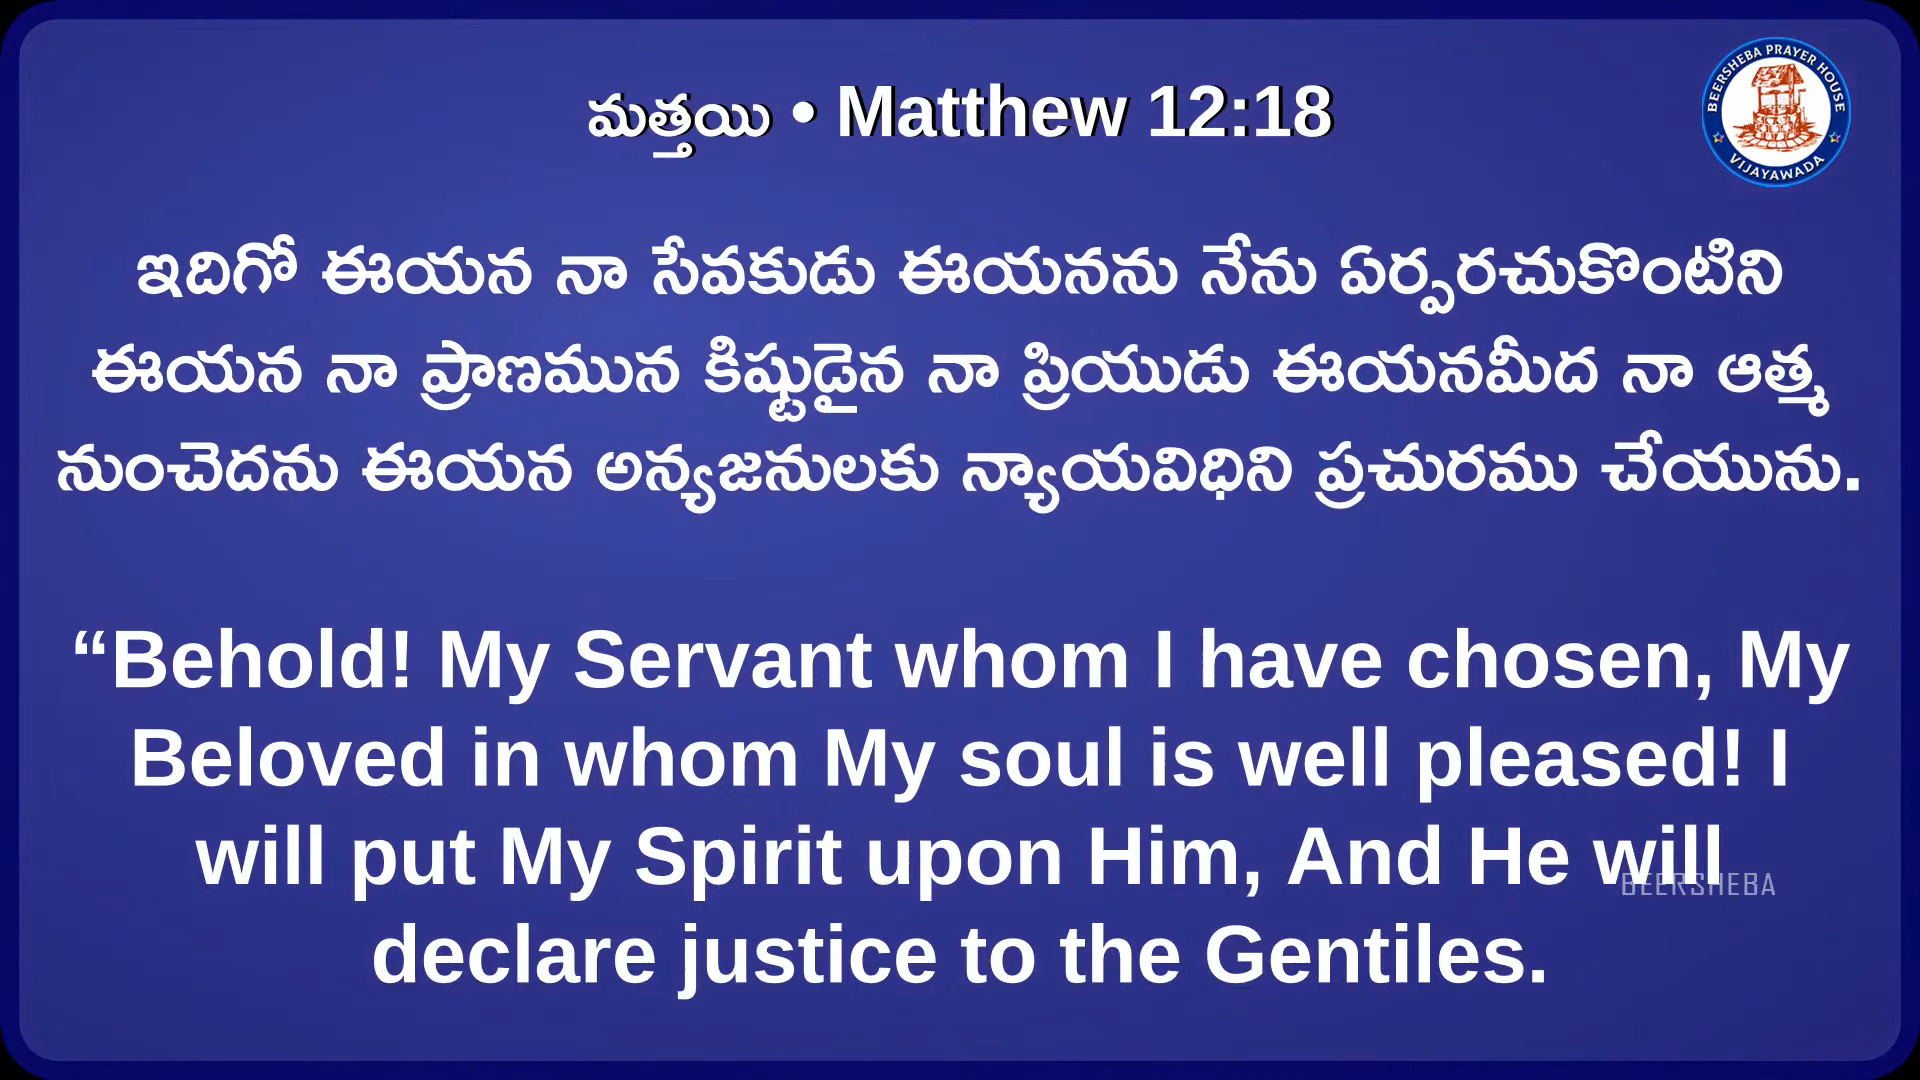 మత్తయి • Matthew 12:18
BEERSHEBA PRAYER HOUSE
VIJAYAWADA
ఇదిగో ఈయన నా సేవకుడు ఈయనను నేను ఏర్పరచుకొంటిని
ఈయన నా ప్రాణమున కిష్టుడైన నా ప్రియుడు ఈయనమీద నా ఆత్మ
నుంచెదను ఈయన అన్యజనులకు న్యాయవిధిని ప్రచురము చేయును.
“Behold! My Servant whom I have chosen, My
Beloved in whom My soul is well pleased! I
will put My Spirit upon Him, And He will
BEERSHEBA
declare justice to the Gentiles.